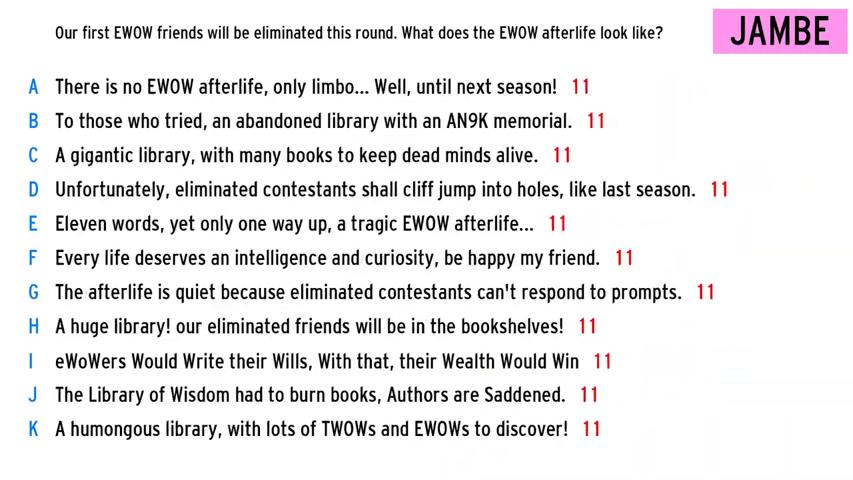 Our first EWOW friends will be eliminated this round. What does the EWOW afterlife look like?
JAMBE
A There is no EWOW afterlife, only limbo... Well, until next season! 11
B To those who tried, an abandoned library with an AN9K memorial. 11
C A gigantic library, with many books to keep dead minds alive. 11
D Unfortunately, eliminated contestants shall cliff jump into holes, like last season. 11
E Eleven words, yet only one way up, a tragic EWOW afterlife... 11
F Every life deserves an intelligence and curiosity, be happy my friend. 11
G The afterlife is quiet because eliminated contestants can't respond to prompts. 11
H A huge library! our eliminated friends will be in the bookshelves! 11
I eWoWers Would Write their Wills, With that, their Wealth Would Win 11
J The Library of Wisdom had to burn books, Authors are Saddened. 11
K A humongous library, with lots of TWOWs and EWOWs to discover! 11